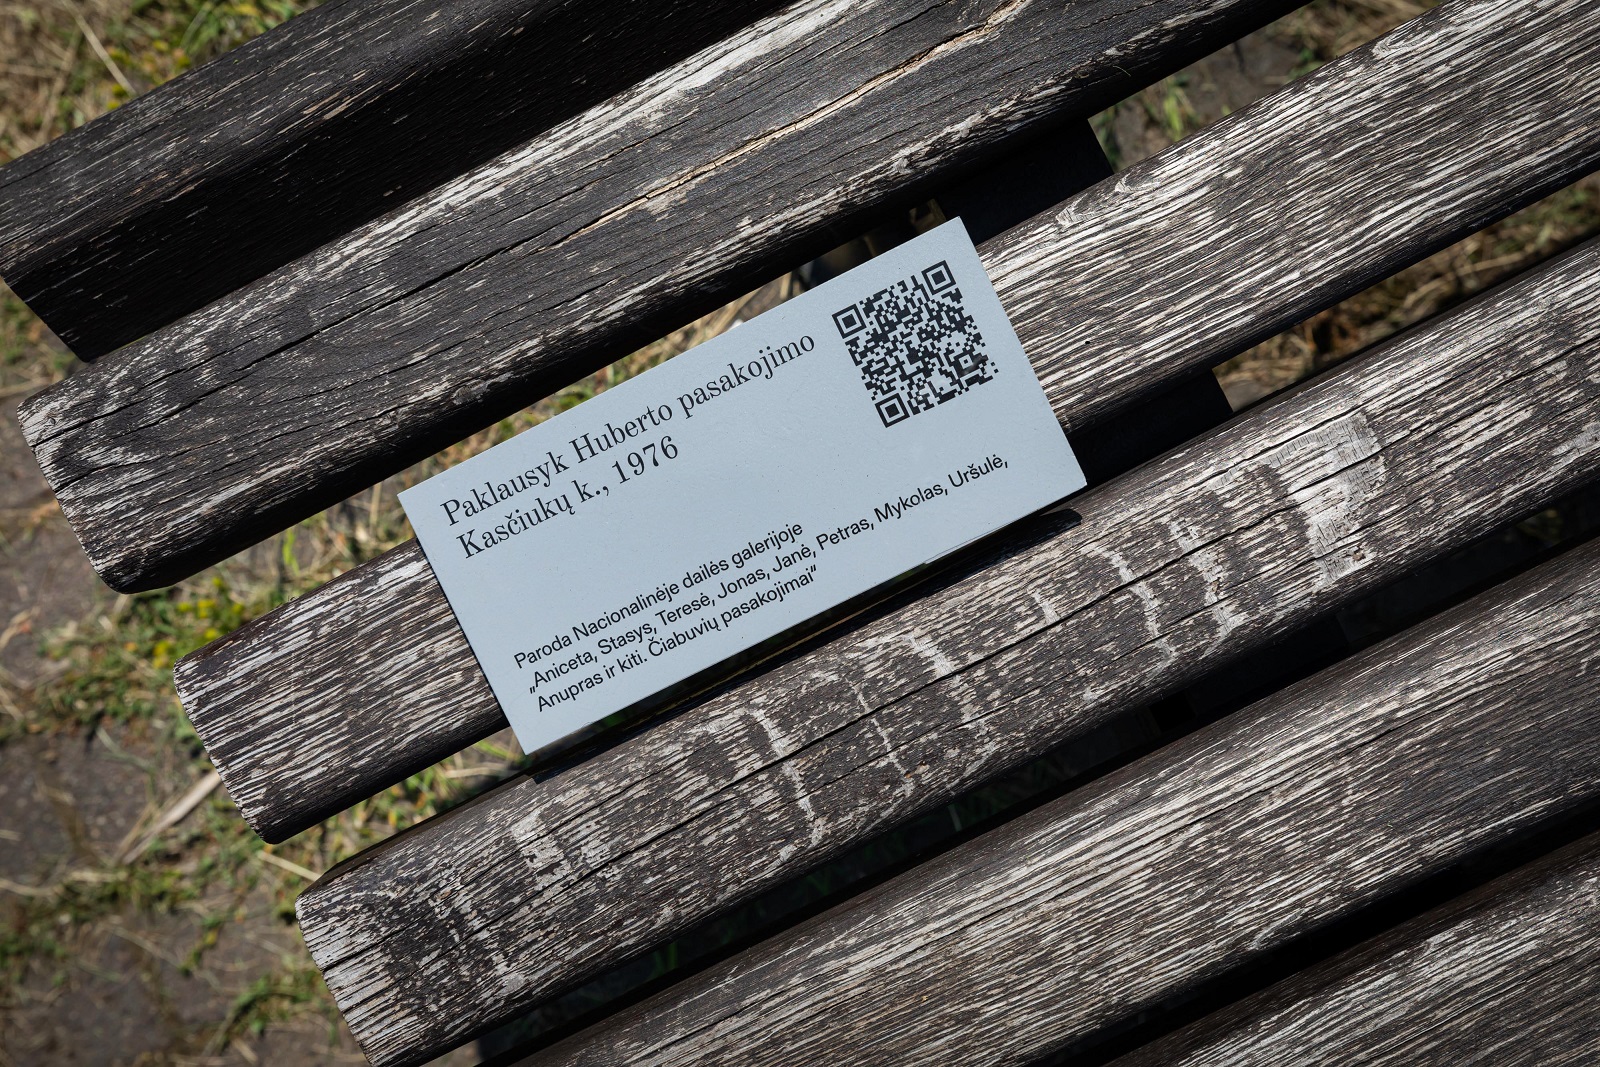 Paklausyk Huberto pasakojimo
Kasčiukų k., 1976
Paroda Nacionalinėje dailės galerijoje
„Aniceta, Stasys, Teresė, Jonas, Janė, Petras, Mykolas, Uršulė,
Anupras ir kiti. Čiabuvių pasakojimai“